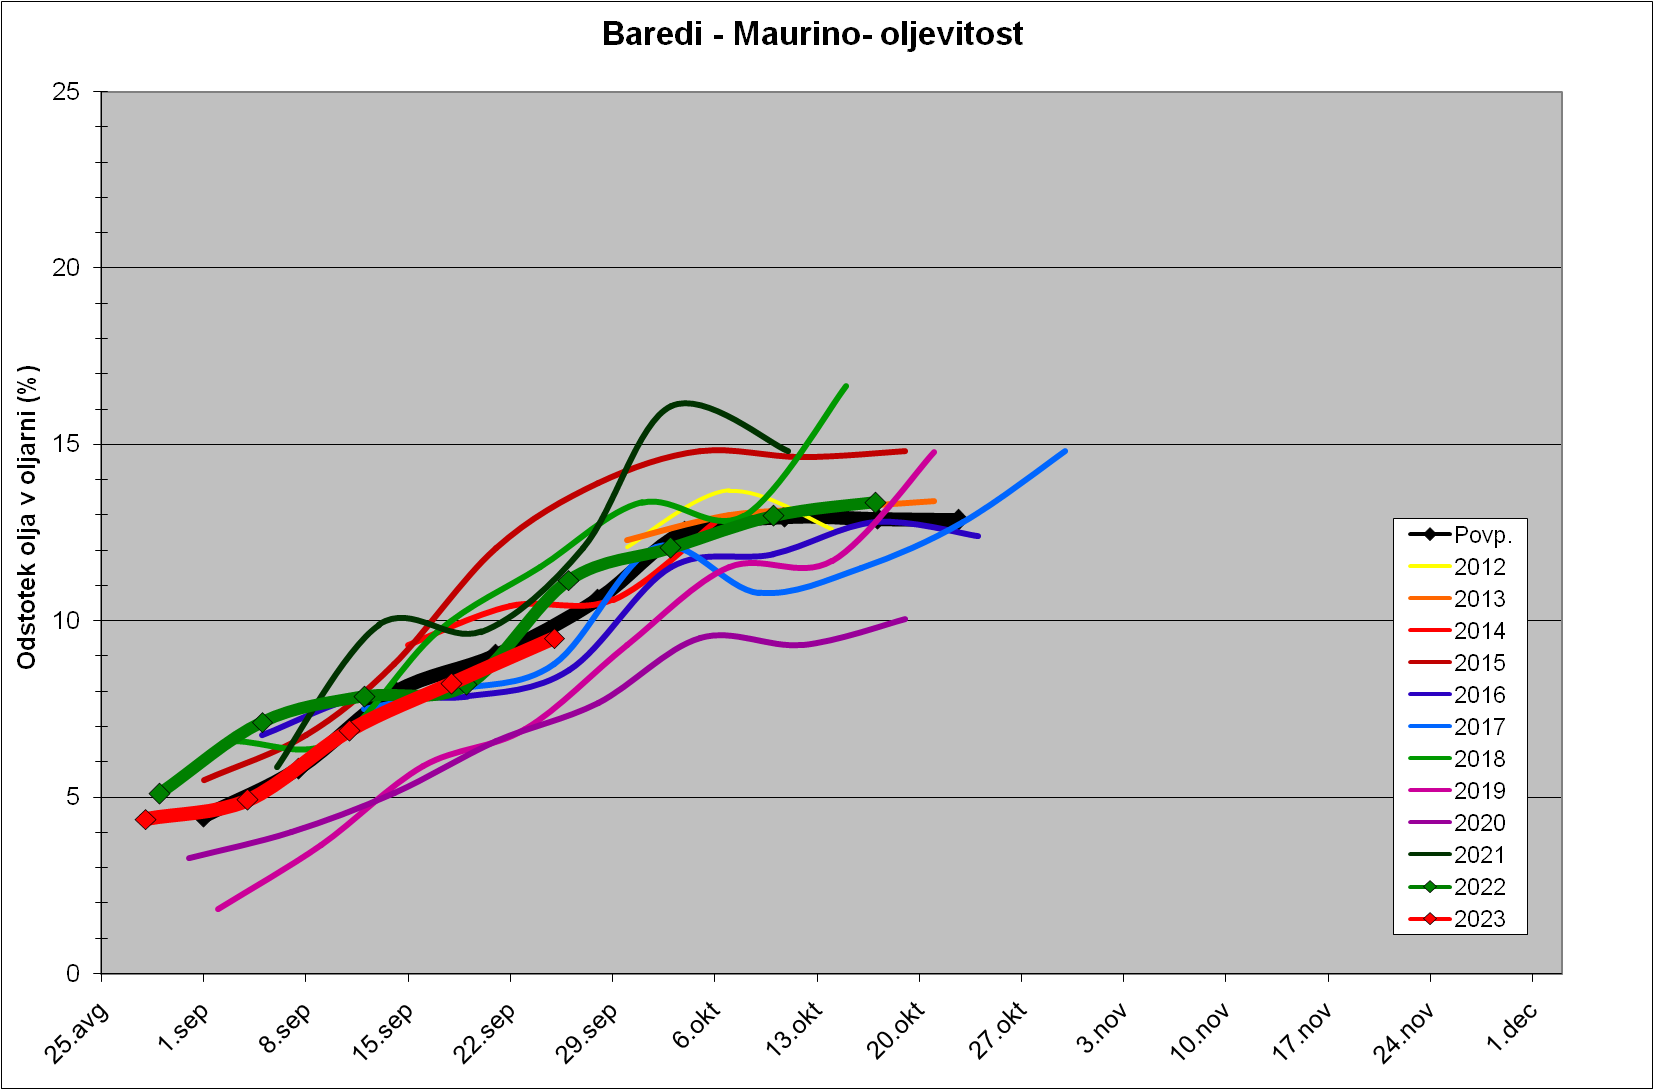 Baredi - Maurino- oljevitost
Odstotek olja v oljarni (%)
25
20
15
10
5
0
25.avg
1.sep
8.sep
15.sep
22.sep
29.sep
6.okt
13.okt
20.okt
27.okt
3.nov
10.nov
17.nov
24.nov
1.dec
Povp.
2012
2013
2014
2015
2016
2017
2018
2019
2020
2021
2022
2023